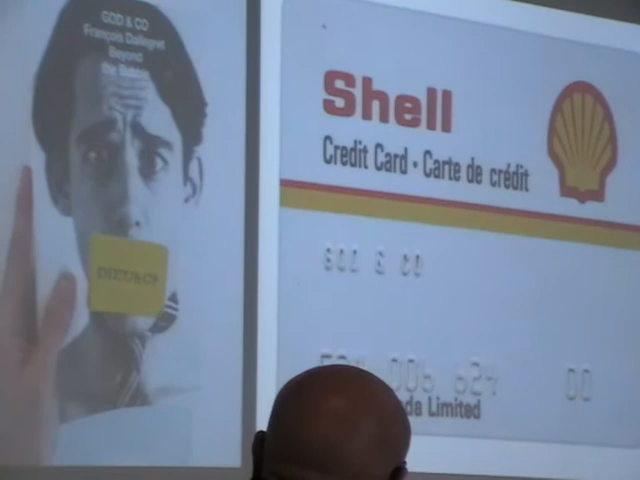 GOD & CO
François Dallegret
Beyond
the Bubble
DIEU&CO
Shell
Credit Card • Carte de crédit
GOD & CO
006 624 00
da Limited